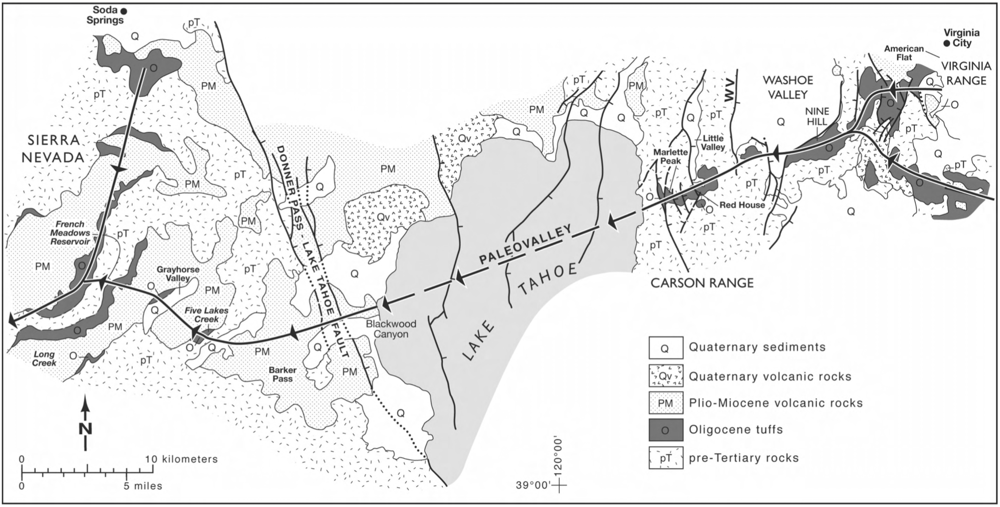 Soda
Springs
Q
pT
O
PM
pT
SIERRA
NEVADA
pT
PM
PM
French
Meadows
Reservoir
pT
PM
O
Grayhorse
Valley
O
pT
PM
Q
Five Lakes
Creek
PM
O
O
Q
Long
Creek
O
pT
PM
Barker
Pass
Q
PM
DONNER PASS - LAKE TAHOE FAULT
Q
PM
Qv
Q
Blackwood
Canyon
Q
Qv
PM
Q
pT
Q
Q
PM
PALEOVALLEY
LAKE TAHOE
pT
Q
pT
WV
Little
Valley
Marlette
Peak
O
Red House
O
pT
pT
pT
CARSON RANGE
WASHOE
VALLEY
Q
NINE
HILL
O
pT
Q
American
Flat
Virginia
City
VIRGINIA
RANGE
Q
O
O
pT
Q
pT
O
N
0 10 kilometers
0 5 miles
39°00'
120°00'
Q Quaternary sediments
Qv Quaternary volcanic rocks
PM Plio-Miocene volcanic rocks
O Oligocene tuffs
pT pre-Tertiary rocks